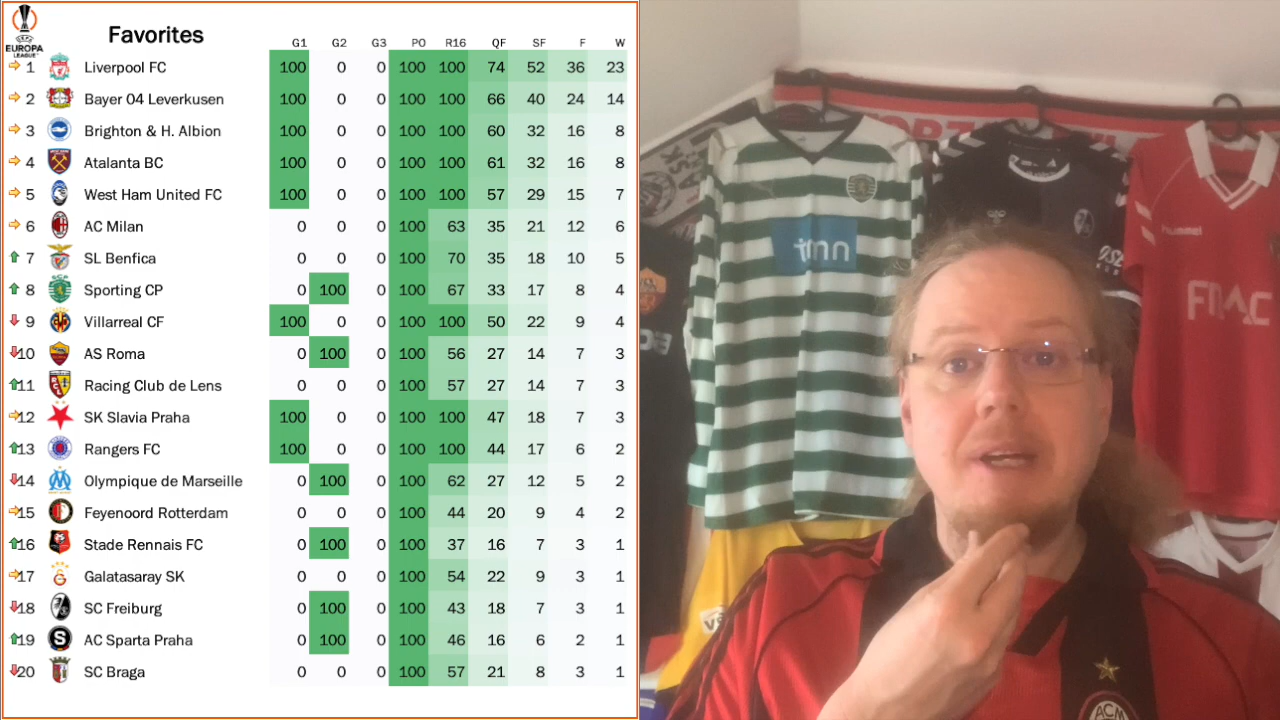 UEFA
EUROPA
LEAGUE
Favorites
G1 G2 G3 PO R16 QF SF F W
1 Liverpool FC 100 0 0 100 100 74 52 36 23
2 Bayer 04 Leverkusen 100 0 0 100 100 66 40 24 14
3 Brighton & H. Albion 100 0 0 100 100 60 32 16 8
4 Atalanta BC 100 0 0 100 100 61 32 16 8
5 West Ham United FC 100 0 0 100 100 57 29 15 7
6 AC Milan 0 0 0 100 63 35 21 12 6
7 SL Benfica 0 0 0 100 70 35 18 10 5
8 Sporting CP 0 100 0 100 67 33 17 8 4
9 Villarreal CF 100 0 0 100 100 50 22 9 4
10 AS Roma 0 100 0 100 56 27 14 7 3
11 Racing Club de Lens 0 0 0 100 57 27 14 7 3
12 SK Slavia Praha 100 0 0 100 100 47 18 7 3
13 Rangers FC 100 0 0 100 100 44 17 6 2
14 Olympique de Marseille 0 100 0 100 62 27 12 5 2
15 Feyenoord Rotterdam 0 0 0 100 44 20 9 4 2
16 Stade Rennais FC 0 100 0 100 37 16 7 3 1
17 Galatasaray SK 0 0 0 100 54 22 9 3 1
18 SC Freiburg 0 100 0 100 43 18 7 3 1
19 AC Sparta Praha 0 100 0 100 46 16 6 2 1
20 SC Braga 0 0 0 100 57 21 8 3 1
tmn
hummel
ACM